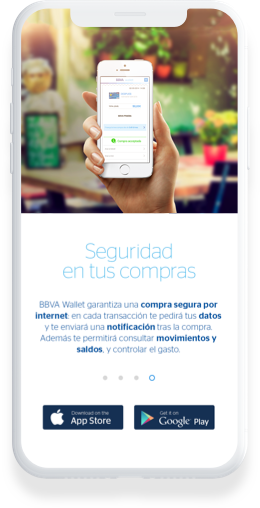 Seguridad
en tus compras
BBVA Wallet garantiza una compra segura por
internet: en cada transacción te pedirá tus datos
y te enviará una notificación tras la compra.
Además te permitirá consultar movimientos y
saldos, y controlar el gasto.
Download on the
App Store
Get it on
Google Play